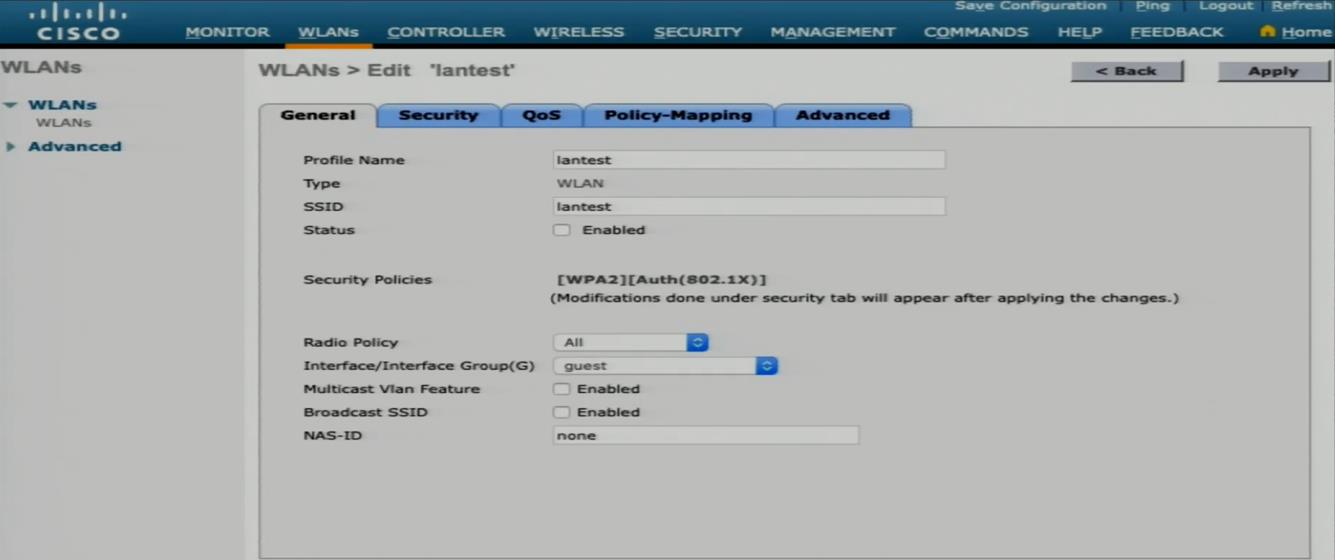 Save Configuration Ping Logout Refresh
CISCO MONITOR WLANs CONTROLLER WIRELESS SECURITY MANAGEMENT COMMANDS HELP FEEDBACK Home
WLANs
WLANs > Edit 'lantest'
< Back Apply
WLANs
WLANs
Advanced
General Security QoS Policy-Mapping Advanced
Profile Name lantest
Type WLAN
SSID lantest
Status Enabled
Security Policies [WPA2][Auth(802.1X)]
(Modifications done under security tab will appear after applying the changes.)
Radio Policy All
Interface/Interface Group(G) guest
Multicast Vlan Feature Enabled
Broadcast SSID Enabled
NAS-ID none